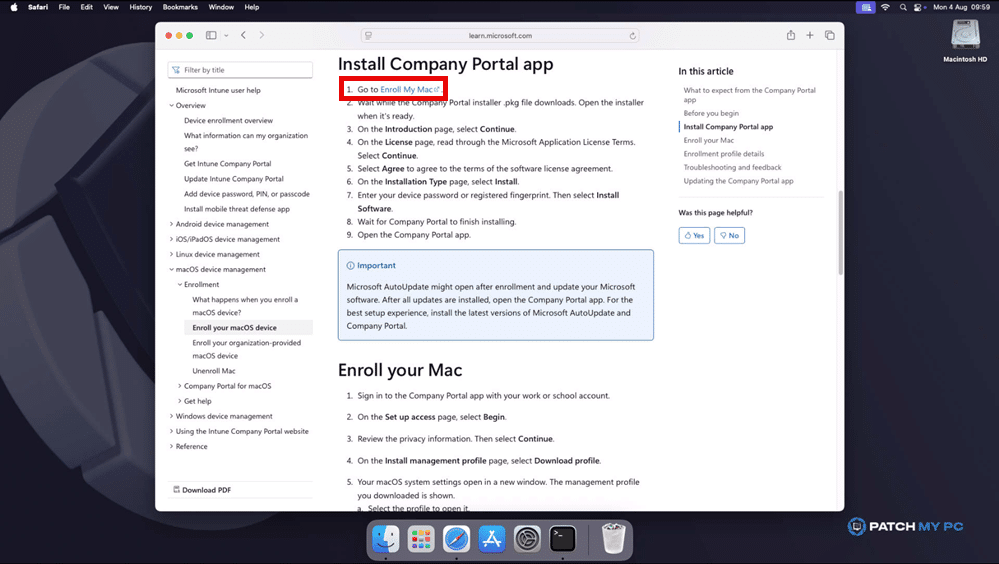 Safari File Edit View History Bookmarks Window Help
Mon 4 Aug 09:59
learn.microsoft.com
Macintosh HD
Filter by title
Microsoft Intune user help
Overview
Device enrollment overview
What information can my organization
see?
Get Intune Company Portal
Update Intune Company Portal
Add device password, PIN, or passcode
Install mobile threat defense app
Android device management
iOS/iPadOS device management
Linux device management
macOS device management
Enrollment
What happens when you enroll a
macOS device?
Enroll your macOS device
Enroll your organization-provided
macOS device
Unenroll Mac
Company Portal for macOS
Get help
Windows device management
Using the Intune Company Portal website
Reference
Download PDF
Install Company Portal app
1. Go to Enroll My Mac.
2. Wait while the Company Portal installer .pkg file downloads. Open the installer
when it's ready.
3. On the Introduction page, select Continue.
4. On the License page, read through the Microsoft Application License Terms.
Select Continue.
5. Select Agree to agree to the terms of the software license agreement.
6. On the Installation Type page, select Install.
7. Enter your device password or registered fingerprint. Then select Install
Software.
8. Wait for Company Portal to finish installing.
9. Open the Company Portal app.
Important
Microsoft AutoUpdate might open after enrollment and update your Microsoft
software. After all updates are installed, open the Company Portal app. For the
best setup experience, install the latest versions of Microsoft AutoUpdate and
Company Portal.
Enroll your Mac
1. Sign in to the Company Portal app with your work or school account.
2. On the Set up access page, select Begin.
3. Review the privacy information. Then select Continue.
4. On the Install management profile page, select Download profile.
5. Your macOS system settings open in a new window. The management profile
you downloaded is shown.
a. Select the profile to open it.
In this article
What to expect from the Company Portal
app
Before you begin
Install Company Portal app
Enroll your Mac
Enrollment profile details
Troubleshooting and feedback
Updating the Company Portal app
Was this page helpful?
Yes No
PATCH MY PC